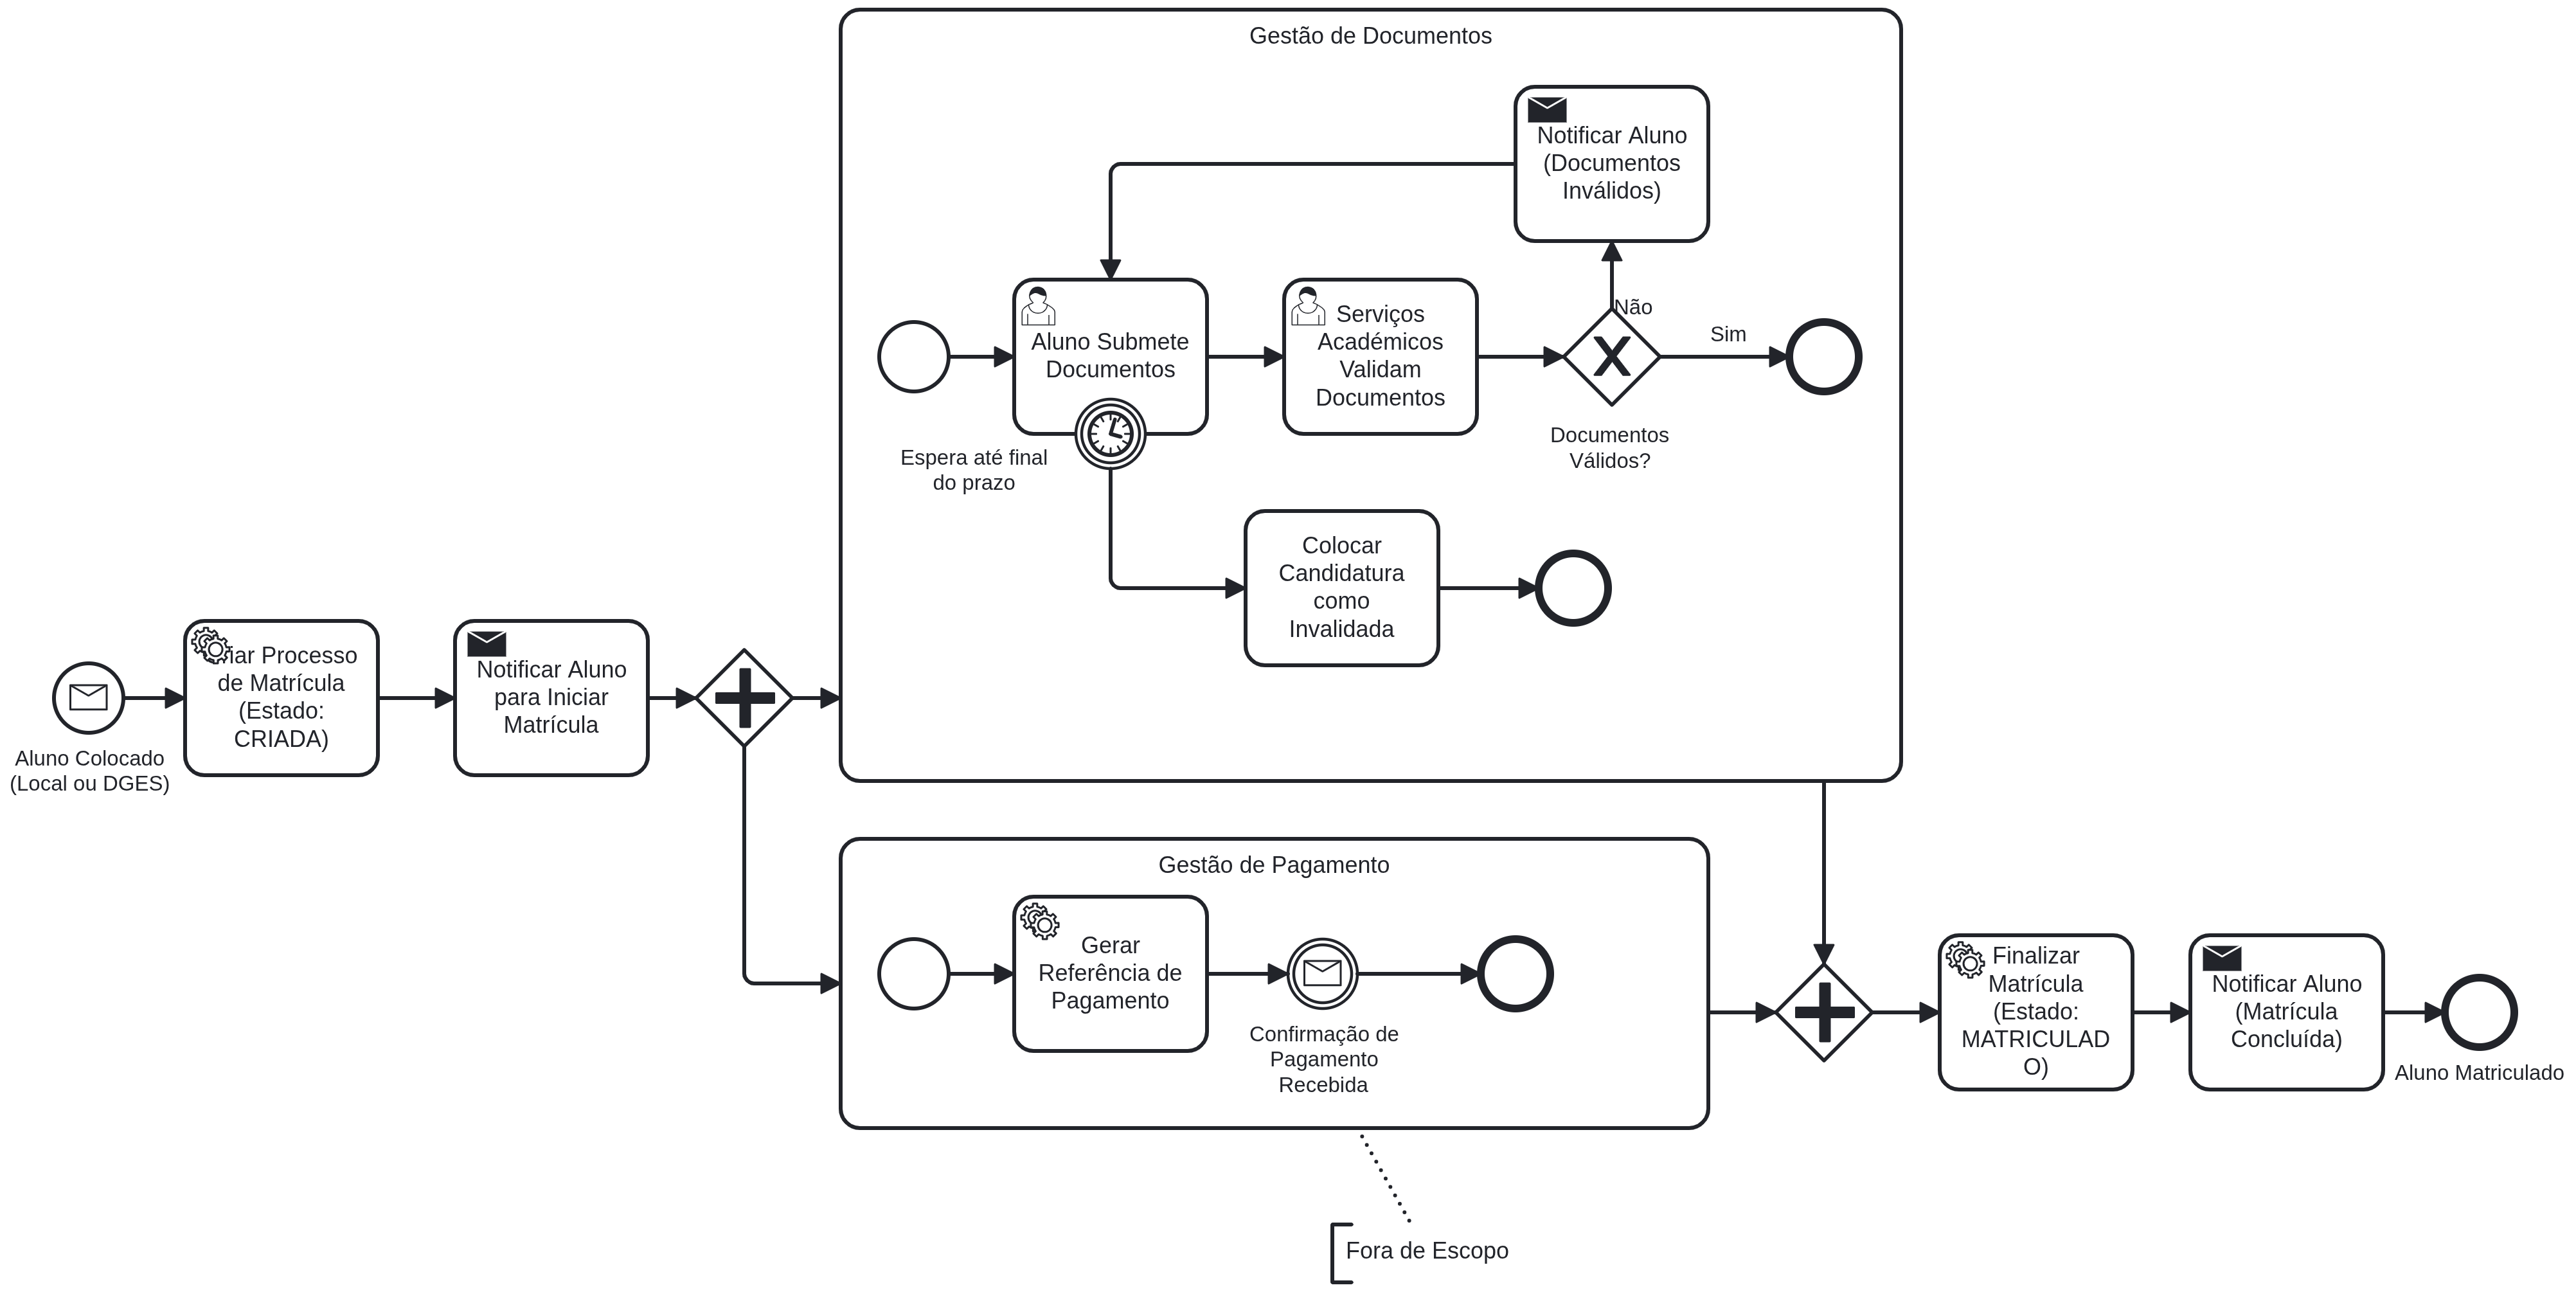 Gestão de Documentos
Notificar Aluno
(Documentos
Inválidos)
Aluno Submete
Documentos
Espera até final
do prazo
Serviços
Académicos
Validam
Documentos
Não
Sim
Documentos
Válidos?
Colocar
Candidatura
como
Invalidada
Aluno Colocado
(Local ou DGES)
Processo
de Matrícula
(Estado:
CRIADA)
Notificar Aluno
para Iniciar
Matrícula
Gestão de Pagamento
Gerar
Referência de
Pagamento
Confirmação de
Pagamento
Recebida
Finalizar
Matrícula
(Estado:
MATRICULAD
O)
Notificar Aluno
(Matrícula
Concluída)
Aluno Matriculado
Fora de Escopo